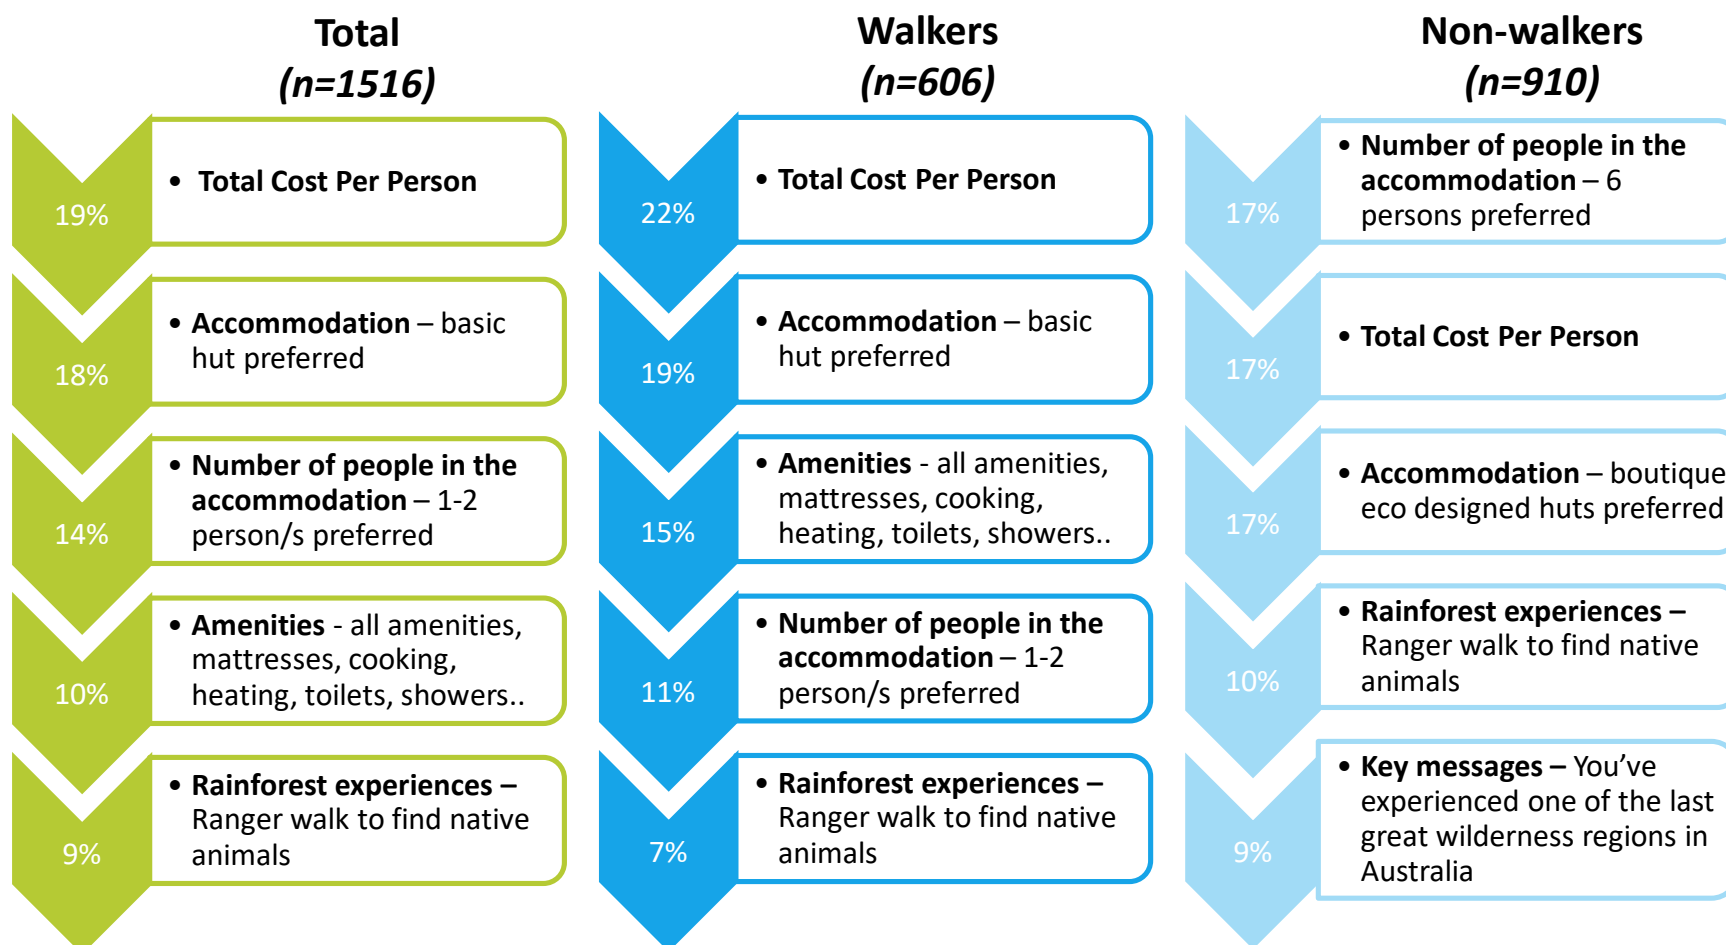 Total
(n=1516)
19%
• Total Cost Per Person
18%
• Accommodation – basic
hut preferred
14%
• Number of people in the
accommodation – 1-2
person/s preferred
10%
• Amenities - all amenities,
mattresses, cooking,
heating, toilets, showers..
9%
• Rainforest experiences –
Ranger walk to find native
animals
Walkers
(n=606)
22%
• Total Cost Per Person
19%
• Accommodation – basic
hut preferred
15%
• Amenities - all amenities,
mattresses, cooking,
heating, toilets, showers..
11%
• Number of people in the
accommodation – 1-2
person/s preferred
7%
• Rainforest experiences –
Ranger walk to find native
animals
Non-walkers
(n=910)
17%
• Number of people in the
accommodation – 6
persons preferred
17%
• Total Cost Per Person
17%
• Accommodation – boutique
eco designed huts preferred
10%
• Rainforest experiences –
Ranger walk to find native
animals
9%
• Key messages – You’ve
experienced one of the last
great wilderness regions in
Australia